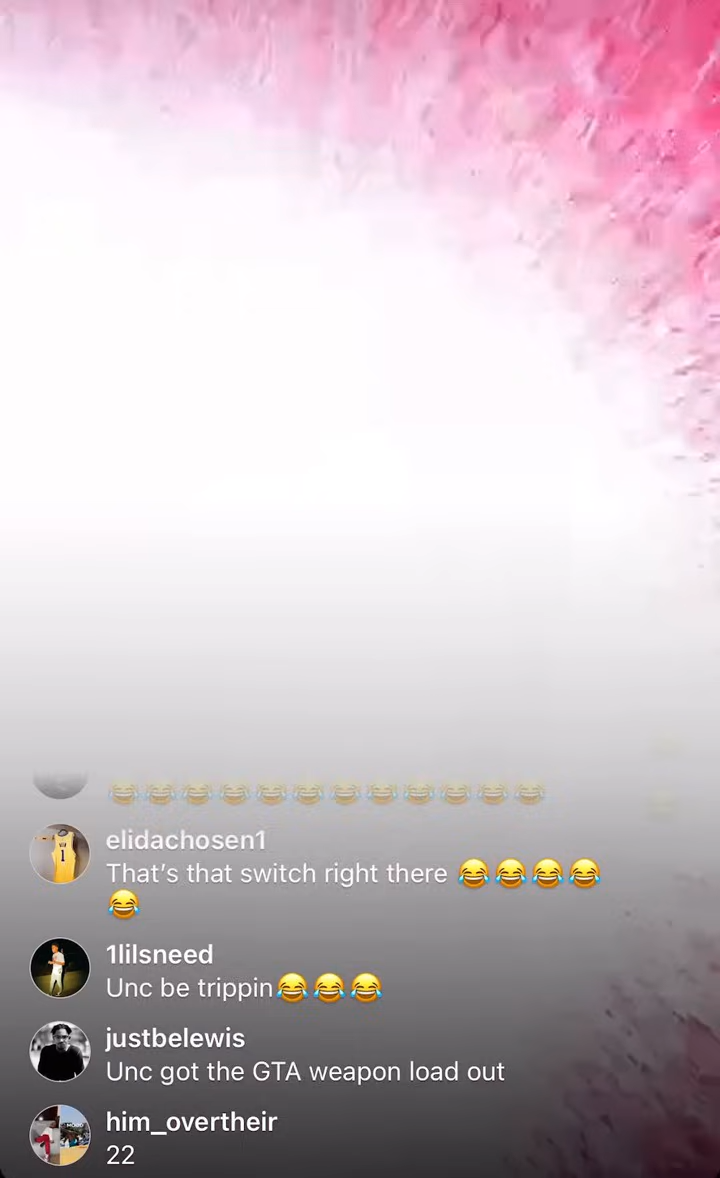 😂😂😂😂😂😂😂😂😂😂😂😂
elidachosen1
That’s that switch right there 😂😂😂😂
😂
1lilsneed
Unc be trippin😂😂😂
justbelewis
Unc got the GTA weapon load out
him_overtheir
22